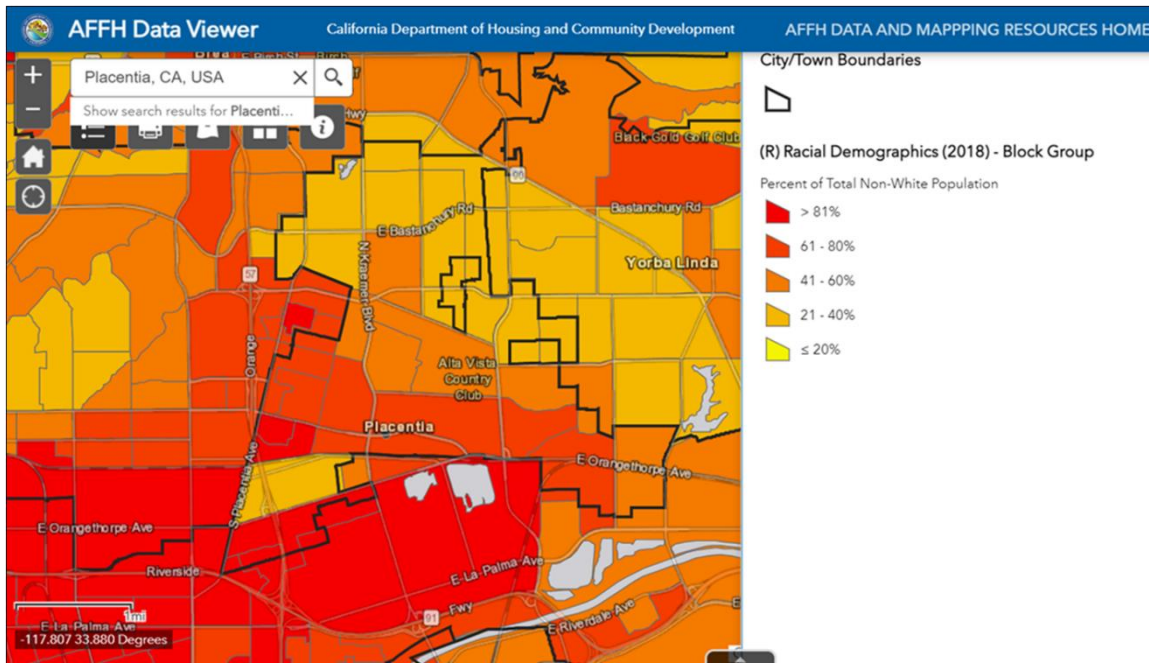 AFFH Data Viewer
California Department of Housing and Community Development
AFFH DATA AND MAPPPING RESOURCES HOME
Placentia, CA, USA
Show search results for Placenti...
Hwy
Black Gold Golf Club
90
Bastanchury Rd
E Bastanchury Rd
Yorba Linda
N Kraemer Blvd
57
Orange
Alta Vista
Country
Club
Placentia
S Placentia Ave
E Orangethorpe Ave
E Orangethorpe Ave
Riverside
E La Palma Ave
91
Fwy
E Riverdale Ave
1mi
E La Palma Ave
-117.807 33.880 Degrees
City/Town Boundaries
(R) Racial Demographics (2018) - Block Group
Percent of Total Non-White Population
> 81%
61 - 80%
41 - 60%
21 - 40%
≤ 20%